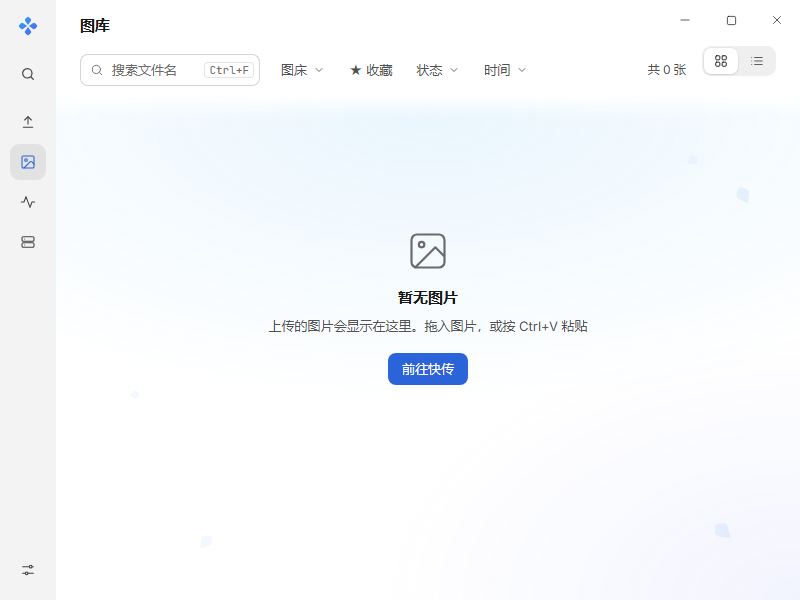 图库
搜索文件名 Ctrl+F 图床 ★ 收藏 状态 时间 共 0 张
暂无图片
上传的图片会显示在这里。拖入图片，或按 Ctrl+V 粘贴
前往快传